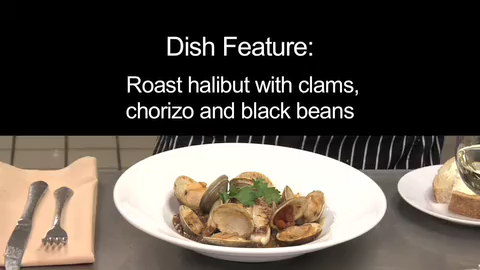 Dish Feature:
Roast halibut with clams,
chorizo and black beans